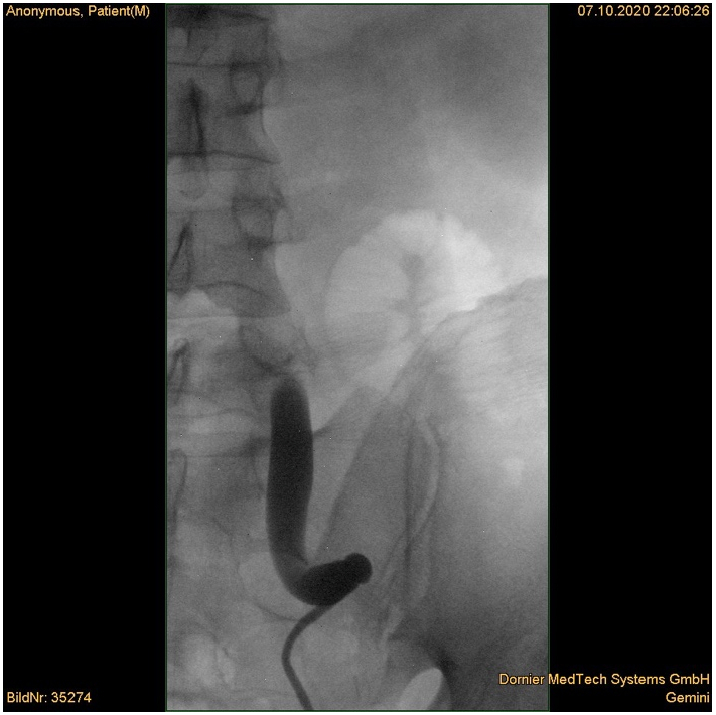 Anonymous, Patient(M)
07.10.2020 22:06:26
BildNr: 35274
Dornier MedTech Systems GmbH
Gemini